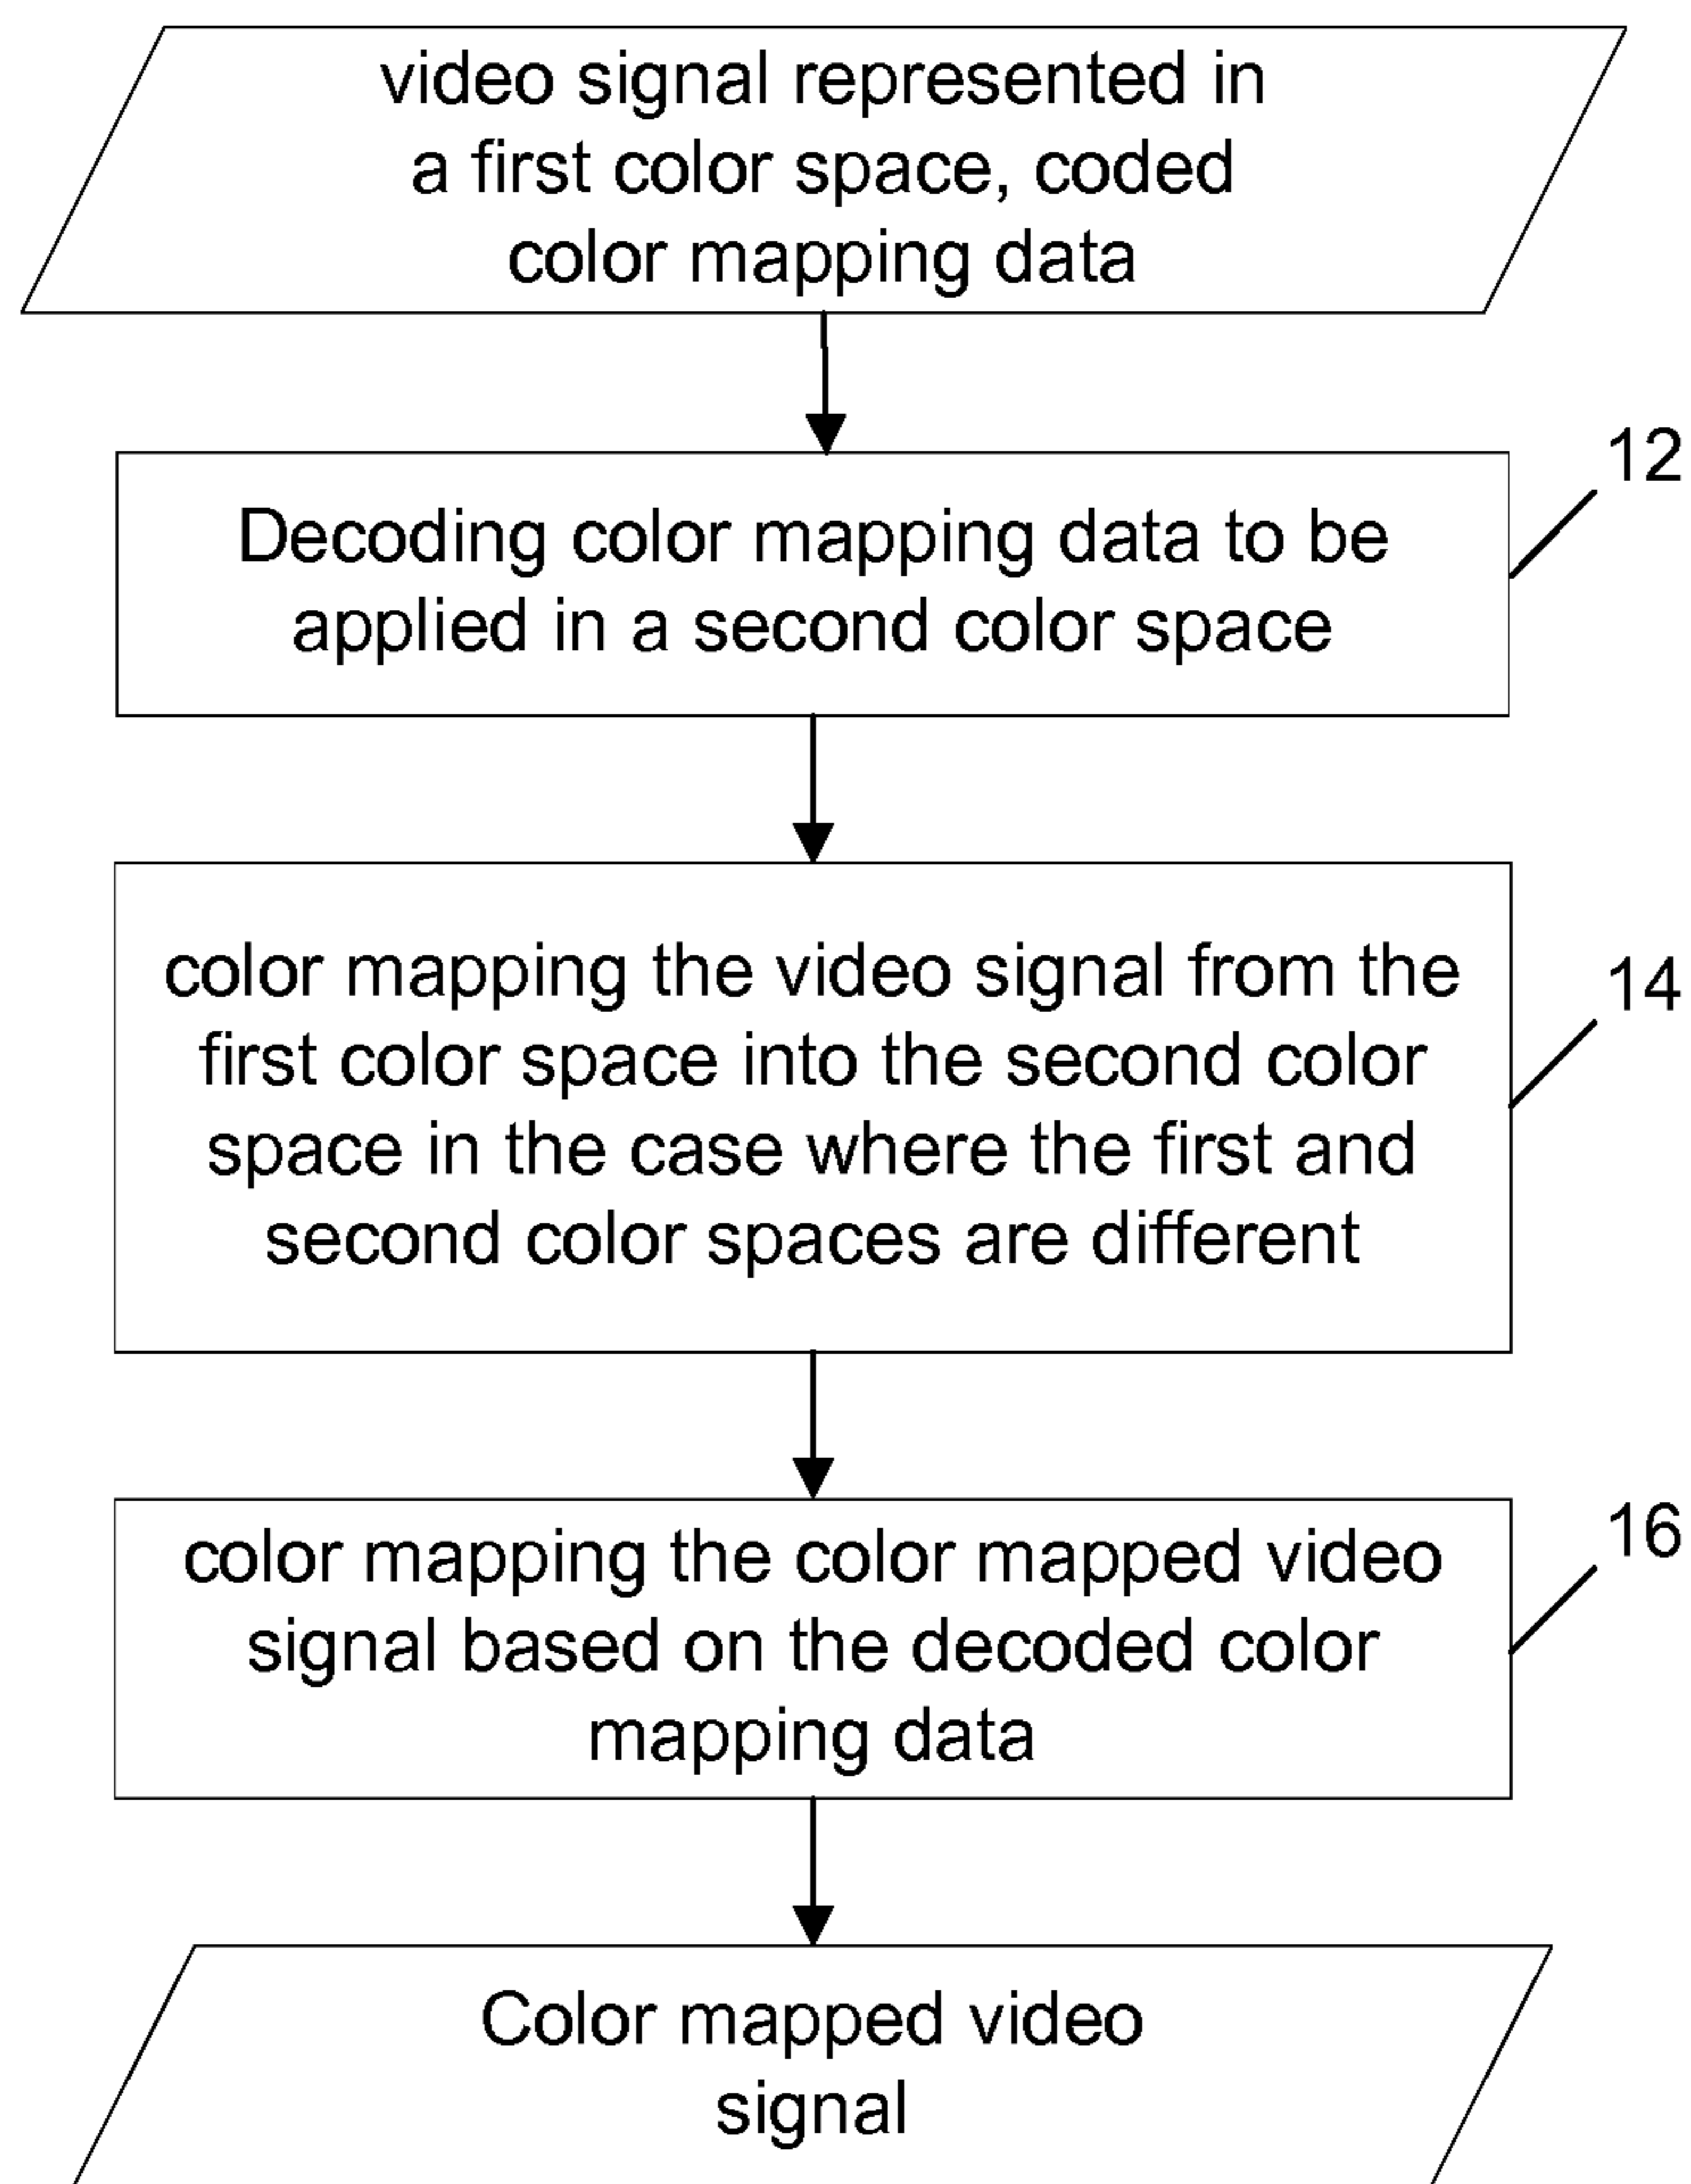 video signal represented in
a first color space, coded
color mapping data
12
Decoding color mapping data to be
applied in a second color space
14
color mapping the video signal from the
first color space into the second color
space in the case where the first and
second color spaces are different
16
color mapping the color mapped video
signal based on the decoded color
mapping data
Color mapped video
signal